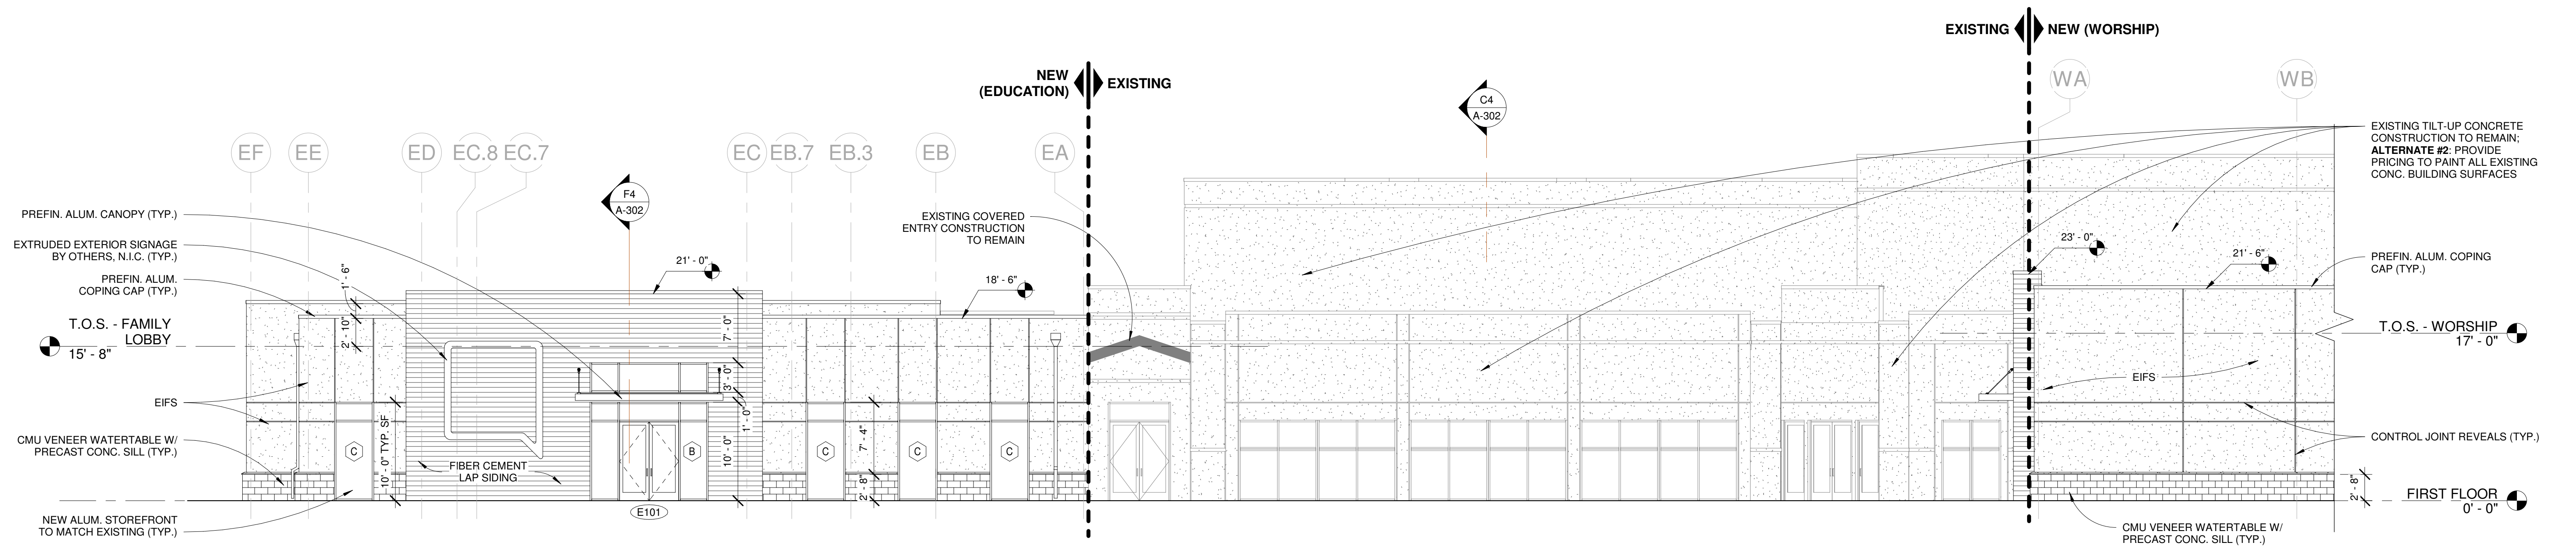 EXISTING
NEW (WORSHIP)
NEW
(EDUCATION)
EXISTING
WA
WB
C4
A-302
EXISTING TILT-UP CONCRETE
CONSTRUCTION TO REMAIN;
ALTERNATE #2: PROVIDE
PRICING TO PAINT ALL EXISTING
CONC. BUILDING SURFACES
EF
EE
ED
EC.8
EC.7
EC
EB.7
EB.3
EB
EA
F4
A-302
PREFIN. ALUM. CANOPY (TYP.)
EXISTING COVERED
ENTRY CONSTRUCTION
TO REMAIN
EXTRUDED EXTERIOR SIGNAGE
BY OTHERS, N.I.C. (TYP.)
23' - 0"
21' - 6"
PREFIN. ALUM. COPING
CAP (TYP.)
21' - 0"
18' - 6"
PREFIN. ALUM.
COPING CAP (TYP.)
1' - 6"
2' - 10"
7' - 0"
3' - 0"
1' - 0"
10' - 0"
T.O.S. - FAMILY
LOBBY
15' - 8"
T.O.S. - WORSHIP
17' - 0"
EIFS
EIFS
10' - 0" TYP. SF
7' - 4"
2' - 8"
CMU VENEER WATERTABLE W/
PRECAST CONC. SILL (TYP.)
C
B
C
C
C
CONTROL JOINT REVEALS (TYP.)
FIBER CEMENT
LAP SIDING
2' - 8"
FIRST FLOOR
0' - 0"
E101
NEW ALUM. STOREFRONT
TO MATCH EXISTING (TYP.)
CMU VENEER WATERTABLE W/
PRECAST CONC. SILL (TYP.)